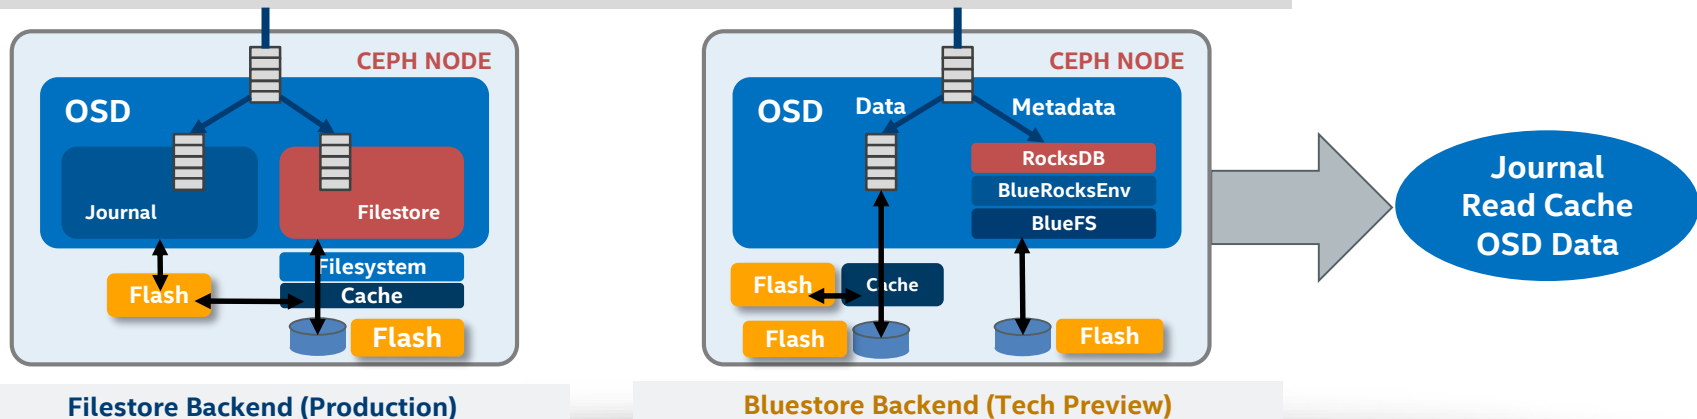 CEPH NODE
OSD
Journal
Filestore
Filesystem
Flash
Cache
Flash
Filestore Backend (Production)
CEPH NODE
OSD
Data
Metadata
RocksDB
BlueRocksEnv
BlueFS
Flash
Cache
Flash
Flash
Bluestore Backend (Tech Preview)
Journal
Read Cache
OSD Data